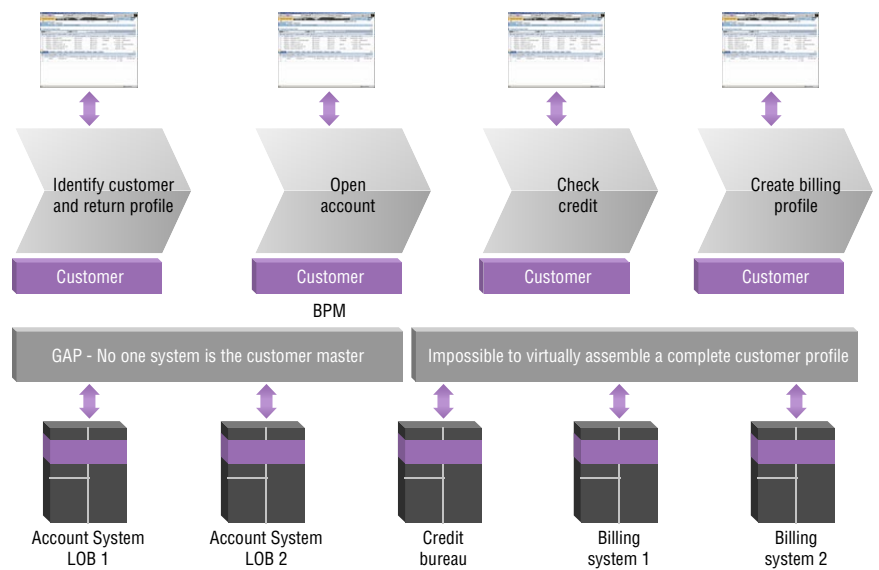 Identify customer
and return profile
Open
account
Check
credit
Create billing
profile
Customer
Customer
Customer
Customer
BPM
GAP - No one system is the customer master
Impossible to virtually assemble a complete customer profile
Account System
LOB 1
Account System
LOB 2
Credit
bureau
Billing
system 1
Billing
system 2